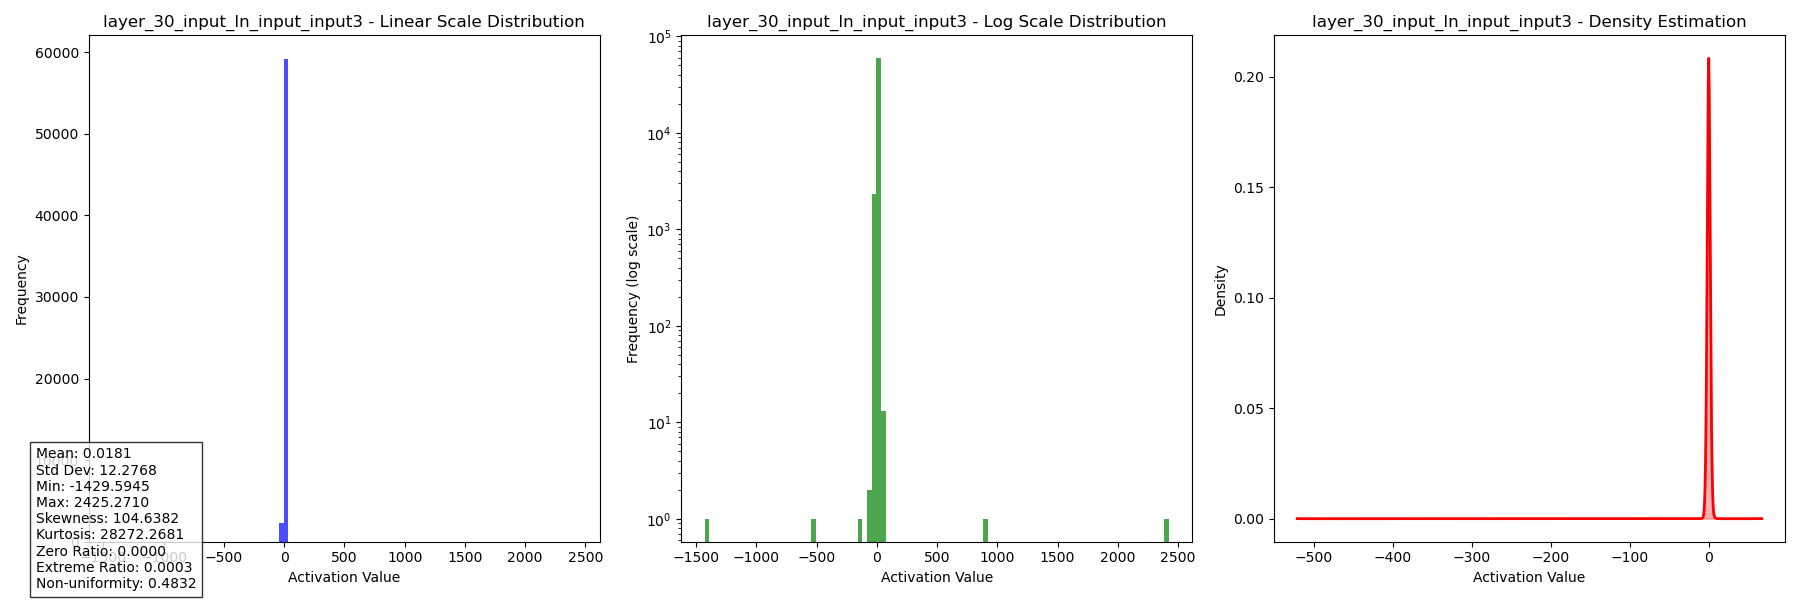 layer_30_input_ln_input_input3 - Linear Scale Distribution
60000
50000
40000
30000
20000
10000
0
Frequency
−1000
−500
0
500
1000
1500
2000
2500
Activation Value
Mean: 0.0181
Std Dev: 12.2768
Min: -1429.5945
Max: 2425.2710
Skewness: 104.6382
Kurtosis: 28272.2681
Zero Ratio: 0.0000
Extreme Ratio: 0.0003
Non-uniformity: 0.4832
layer_30_input_ln_input_input3 - Log Scale Distribution
10^5
10^4
10^3
10^2
10^1
10^0
Frequency (log scale)
−1500
−1000
−500
0
500
1000
1500
2000
2500
Activation Value
layer_30_input_ln_input_input3 - Density Estimation
0.20
0.15
0.10
0.05
0.00
Density
−500
−400
−300
−200
−100
0
Activation Value